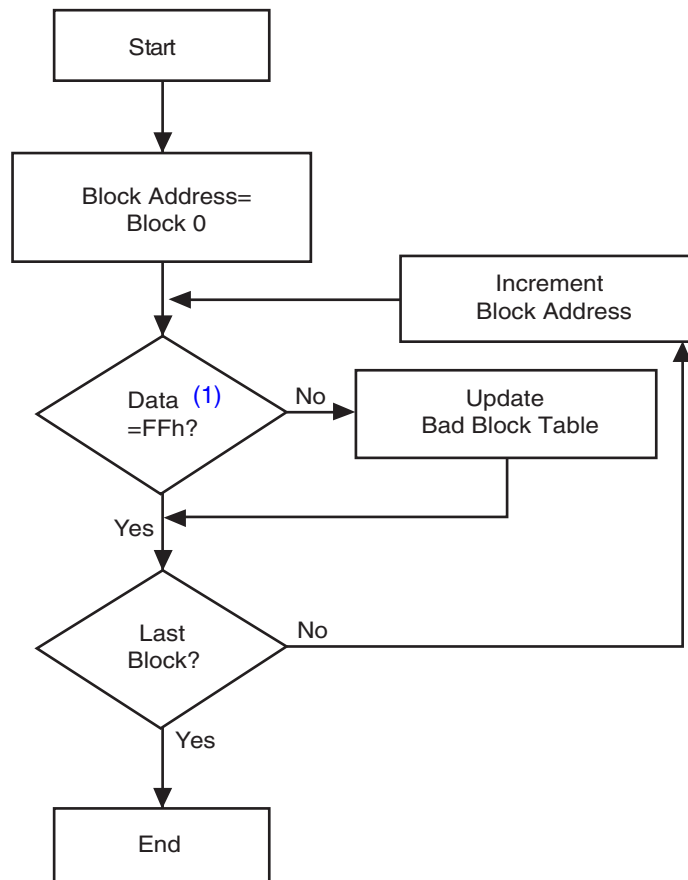 Start
Block Address=
Block 0
Increment
Block Address
Data (1)
=FFh?
No
Update
Bad Block Table
Yes
Last
Block?
No
Yes
End